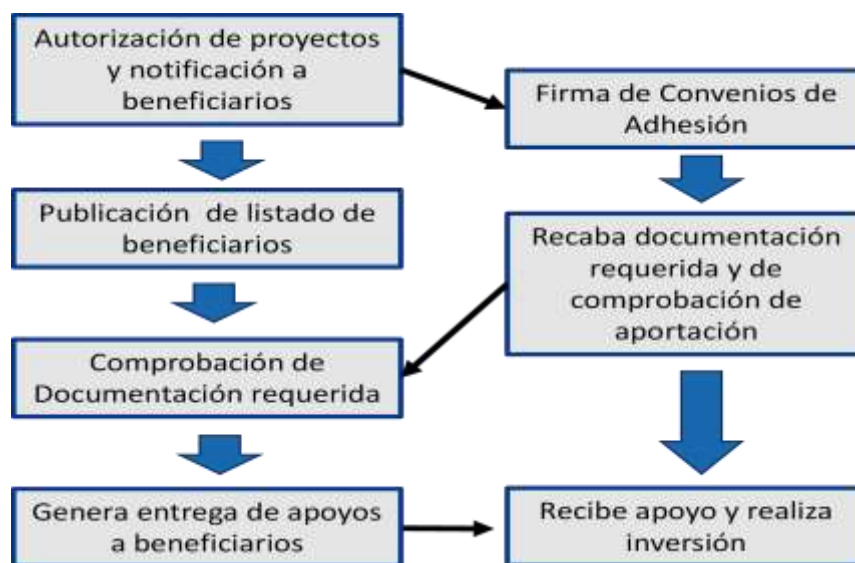 Autorización de proyectos
y notificación a
beneficiarios
Firma de Convenios de
Adhesión
Publicación de listado de
beneficiarios
Recaba documentación
requerida y de
comprobación de
aportación
Comprobación de
Documentación requerida
Genera entrega de apoyos
a beneficiarios
Recibe apoyo y realiza
inversión